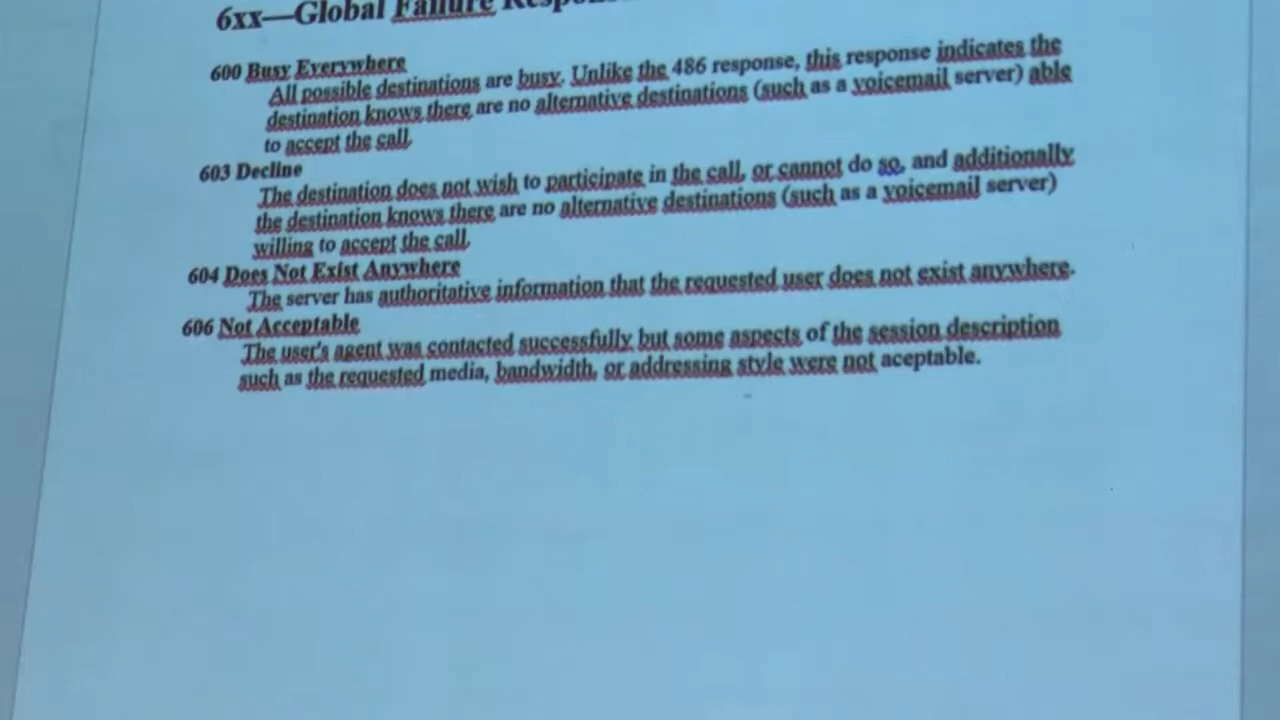 6xx—Global Failure
600 Busy Everywhere
All possible destinations are busy. Unlike the 486 response, this response indicates the
destination knows there are no alternative destinations (such as a voicemail server) able
to accept the call.
603 Decline
The destination does not wish to participate in the call, or cannot do so, and additionally
the destination knows there are no alternative destinations (such as a voicemail server)
willing to accept the call.
604 Does Not Exist Anywhere
The server has authoritative information that the requested user does not exist anywhere.
606 Not Acceptable
The user's agent was contacted successfully but some aspects of the session description
such as the requested media, bandwidth, or addressing style were not aceptable.